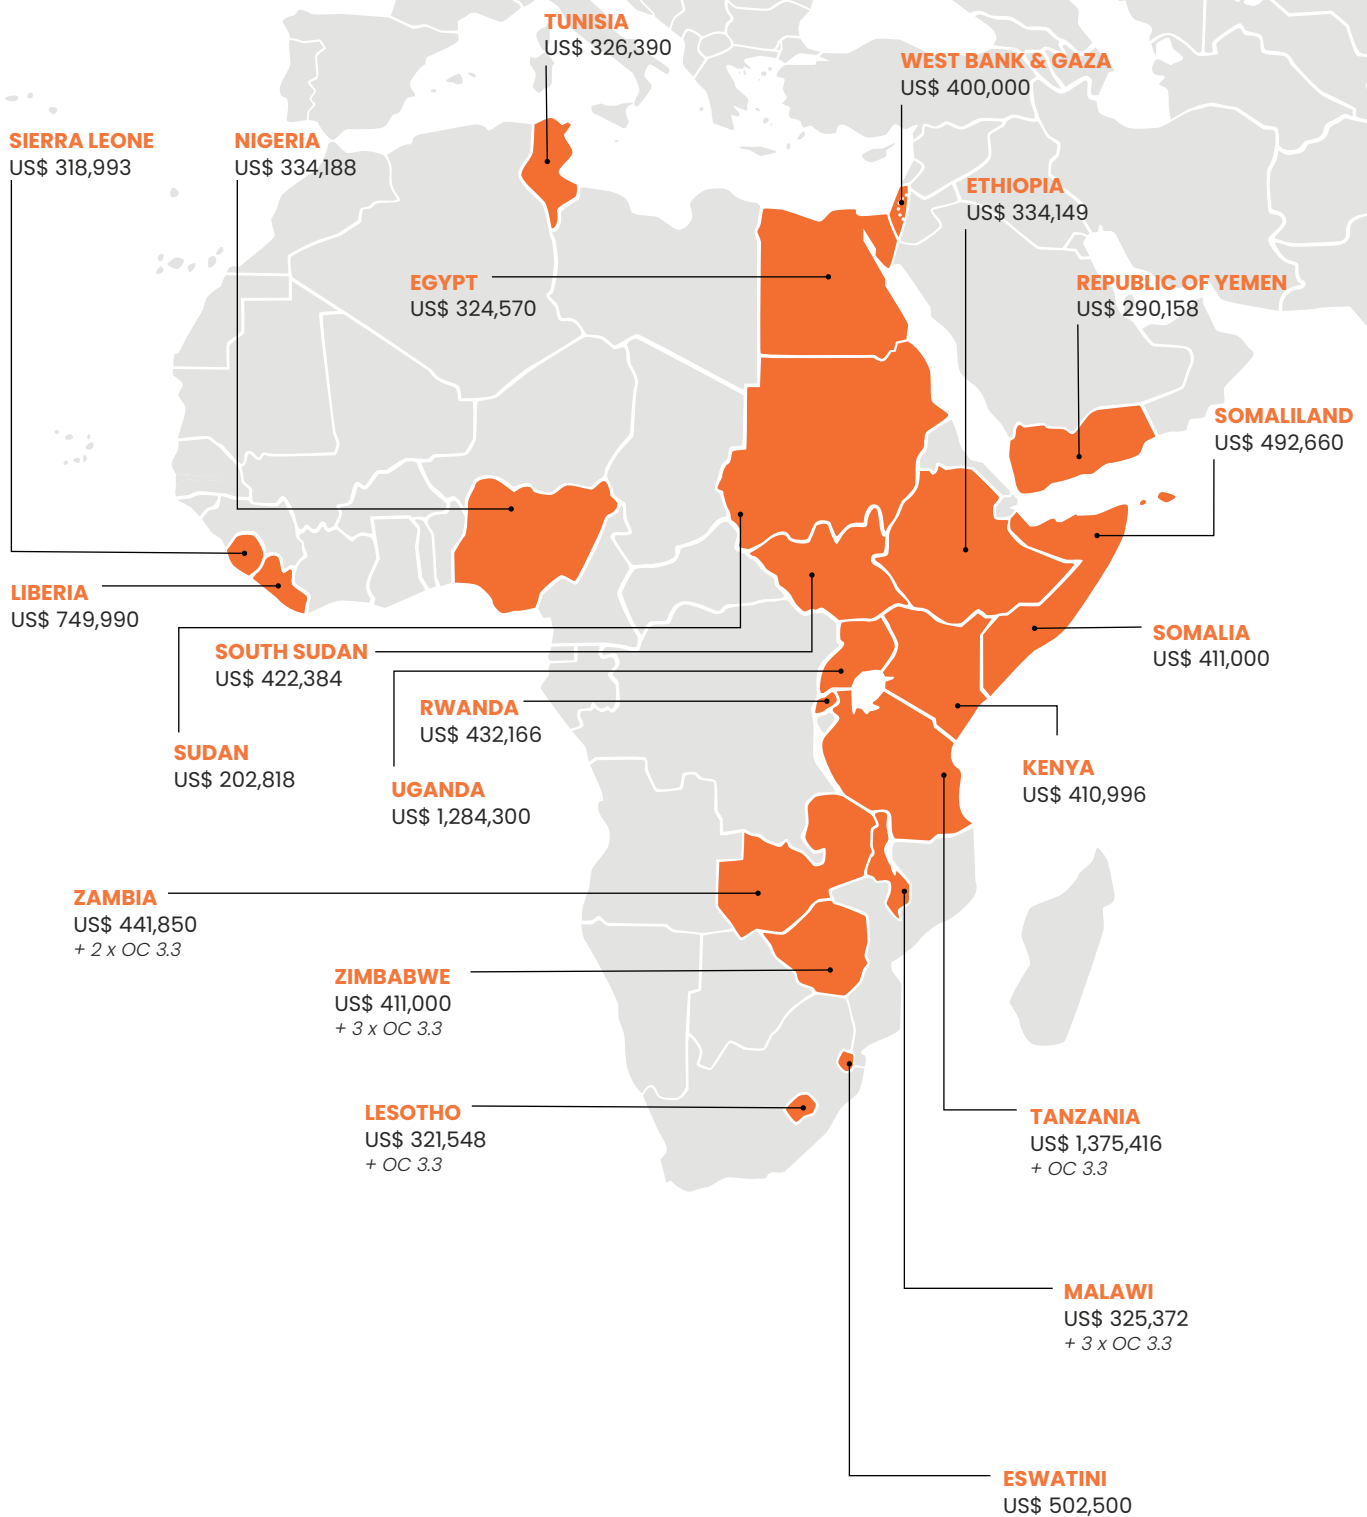 TUNISIA
US$ 326,390
WEST BANK & GAZA
US$ 400,000
SIERRA LEONE
US$ 318,993
NIGERIA
US$ 334,188
ETHIOPIA
US$ 334,149
EGYPT
US$ 324,570
REPUBLIC OF YEMEN
US$ 290,158
SOMALILAND
US$ 492,660
LIBERIA
US$ 749,990
SOMALIA
US$ 411,000
SOUTH SUDAN
US$ 422,384
RWANDA
US$ 432,166
SUDAN
US$ 202,818
KENYA
US$ 410,996
UGANDA
US$ 1,284,300
ZAMBIA
US$ 441,850
+ 2 x OC 3.3
ZIMBABWE
US$ 411,000
+ 3 x OC 3.3
LESOTHO
US$ 321,548
+ OC 3.3
TANZANIA
US$ 1,375,416
+ OC 3.3
MALAWI
US$ 325,372
+ 3 x OC 3.3
ESWATINI
US$ 502,500